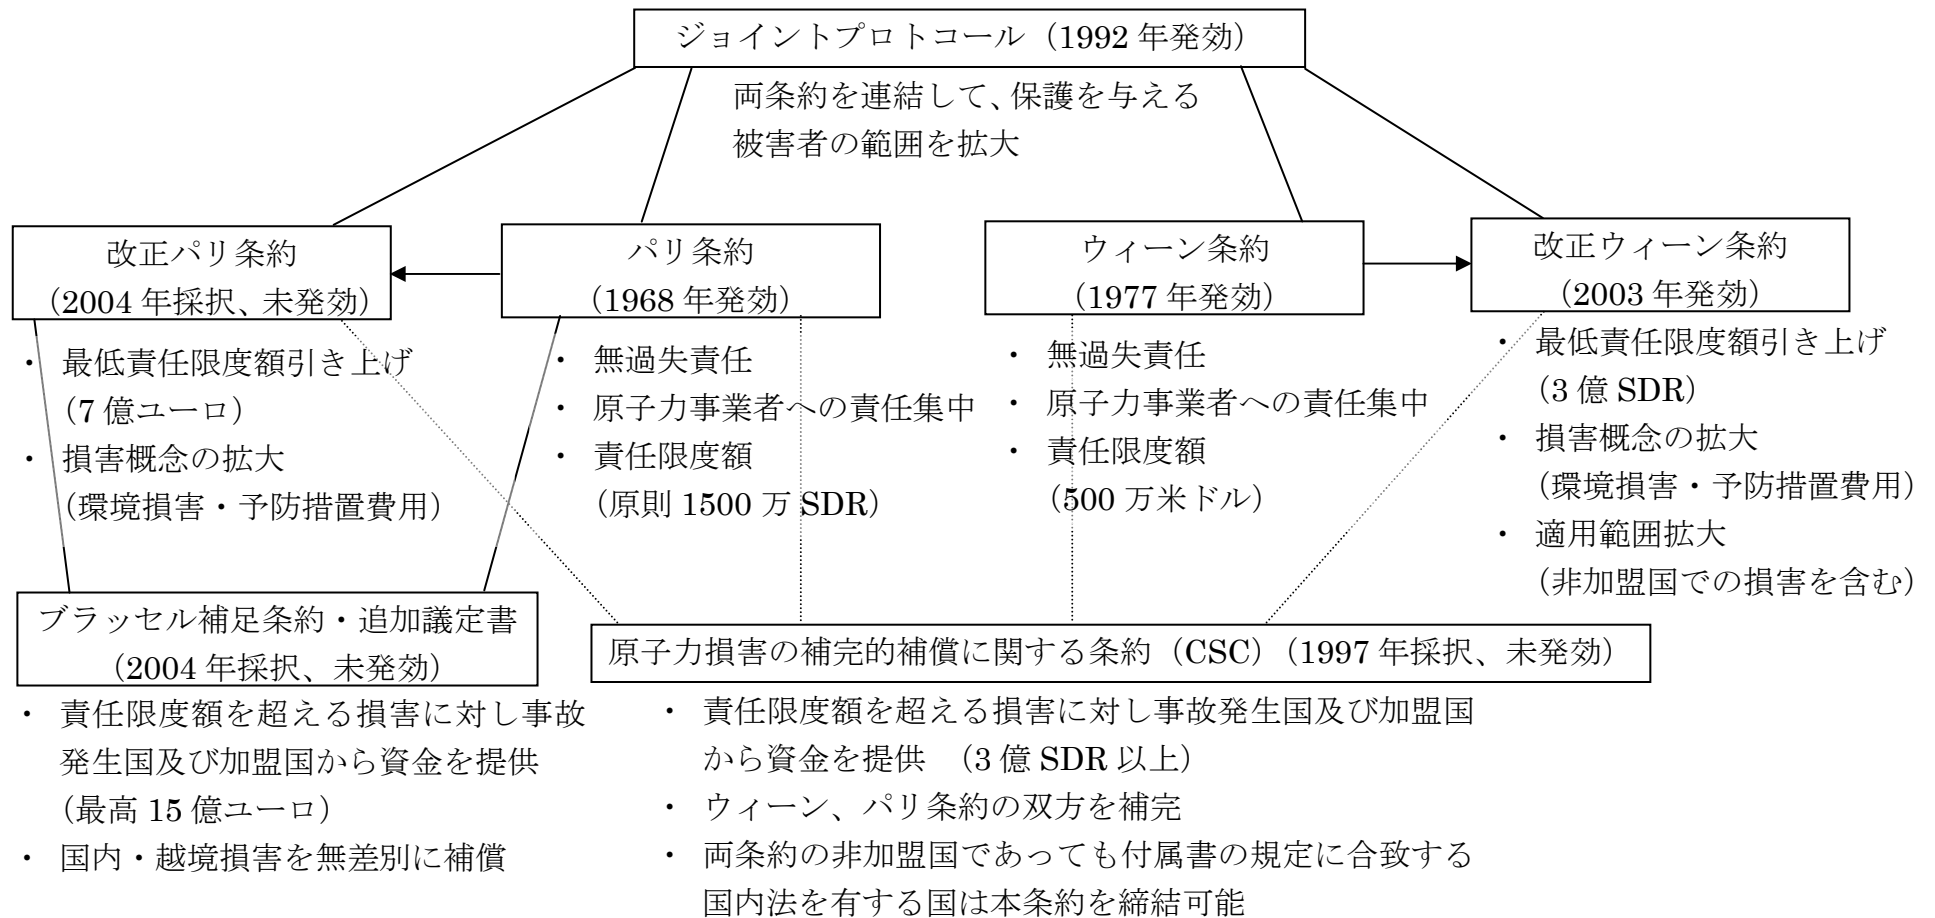 ジョイントプロトコール（1992 年発効）
両条約を連結して、保護を与える
被害者の範囲を拡大
改正パリ条約
（2004 年採択、未発効）
パリ条約
（1968 年発効）
ウィーン条約
（1977 年発効）
改正ウィーン条約
（2003 年発効）
・ 最低責任限度額引き上げ
（7 億ユーロ）
・ 損害概念の拡大
（環境損害・予防措置費用）
・ 無過失責任
・ 原子力事業者への責任集中
・ 責任限度額
（原則 1500 万 SDR）
・ 無過失責任
・ 原子力事業者への責任集中
・ 責任限度額
（500 万米ドル）
・ 最低責任限度額引き上げ
（3 億 SDR）
・ 損害概念の拡大
（環境損害・予防措置費用）
・ 適用範囲拡大
（非加盟国での損害を含む）
ブラッセル補足条約・追加議定書
（2004 年採択、未発効）
・ 責任限度額を超える損害に対し事故
発生国及び加盟国から資金を提供
（最高 15 億ユーロ）
・ 国内・越境損害を無差別に補償
原子力損害の補完的補償に関する条約（CSC）（1997 年採択、未発効）
・ 責任限度額を超える損害に対し事故発生国及び加盟国
から資金を提供 （3 億 SDR 以上）
・ ウィーン、パリ条約の双方を補完
・ 両条約の非加盟国であっても付属書の規定に合致する
国内法を有する国は本条約を締結可能